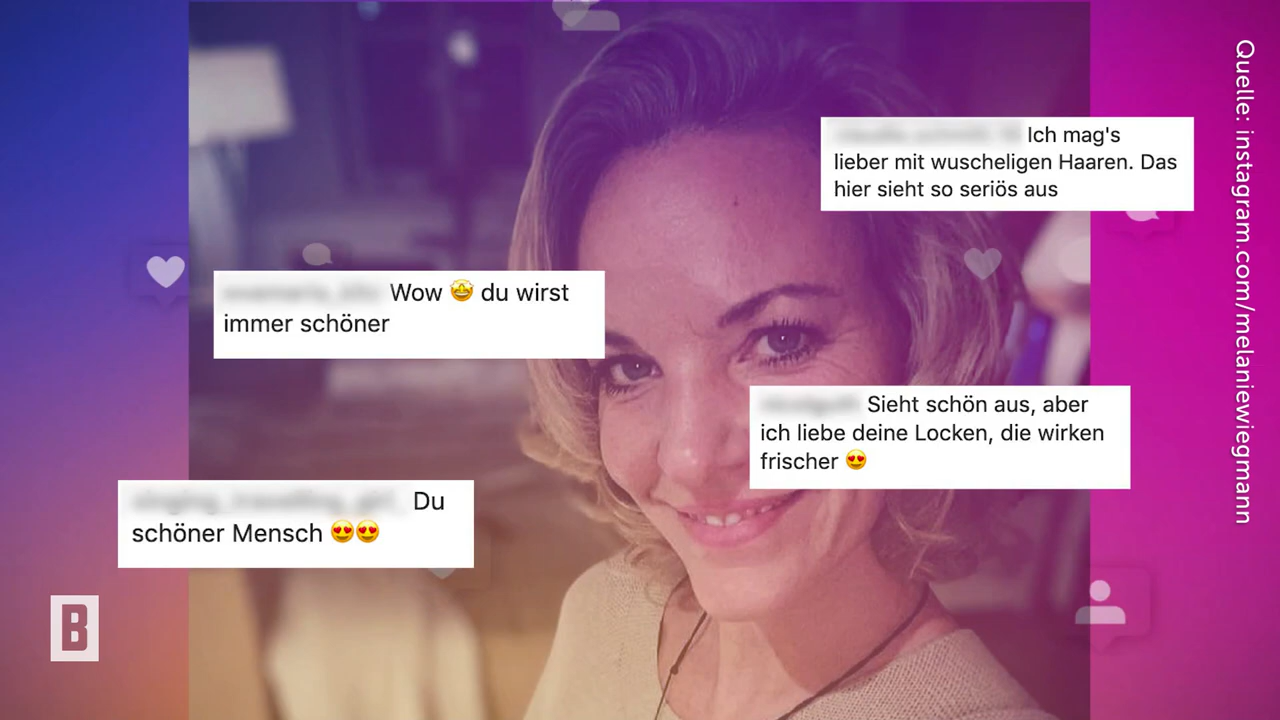 Ich mag's
lieber mit wuscheligen Haaren. Das
hier sieht so seriös aus
Wow 🤩 du wirst
immer schöner
Sieht schön aus, aber
ich liebe deine Locken, die wirken
frischer 😍
Du
schöner Mensch 😍😍
B
Quelle: instagram.com/melaniewiegmann